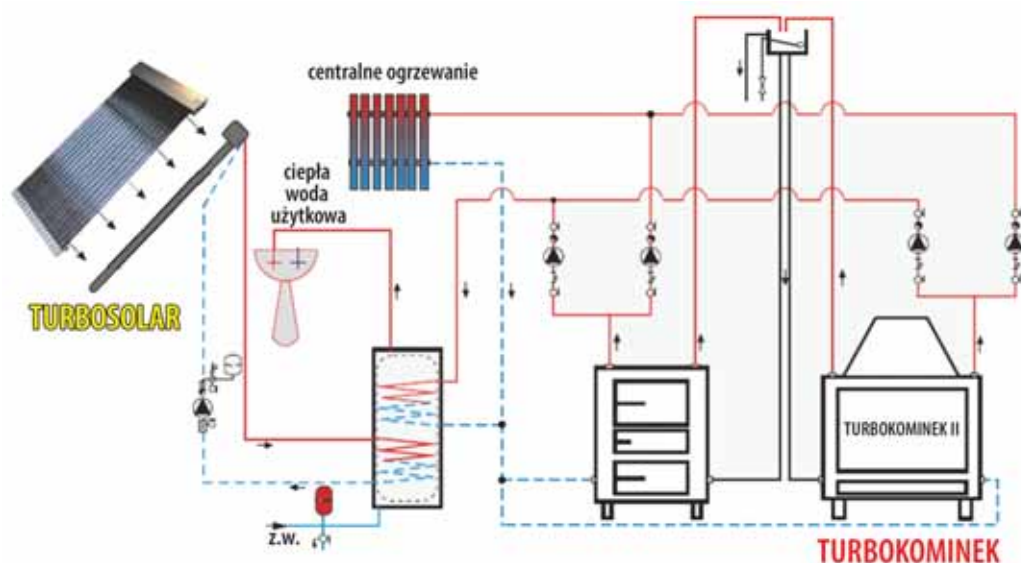 centralne ogrzewanie
ciepła
woda
użytkowa
TURBOSOLAR
TURBOKOMINEK II
z.w.
TURBOKOMINEK